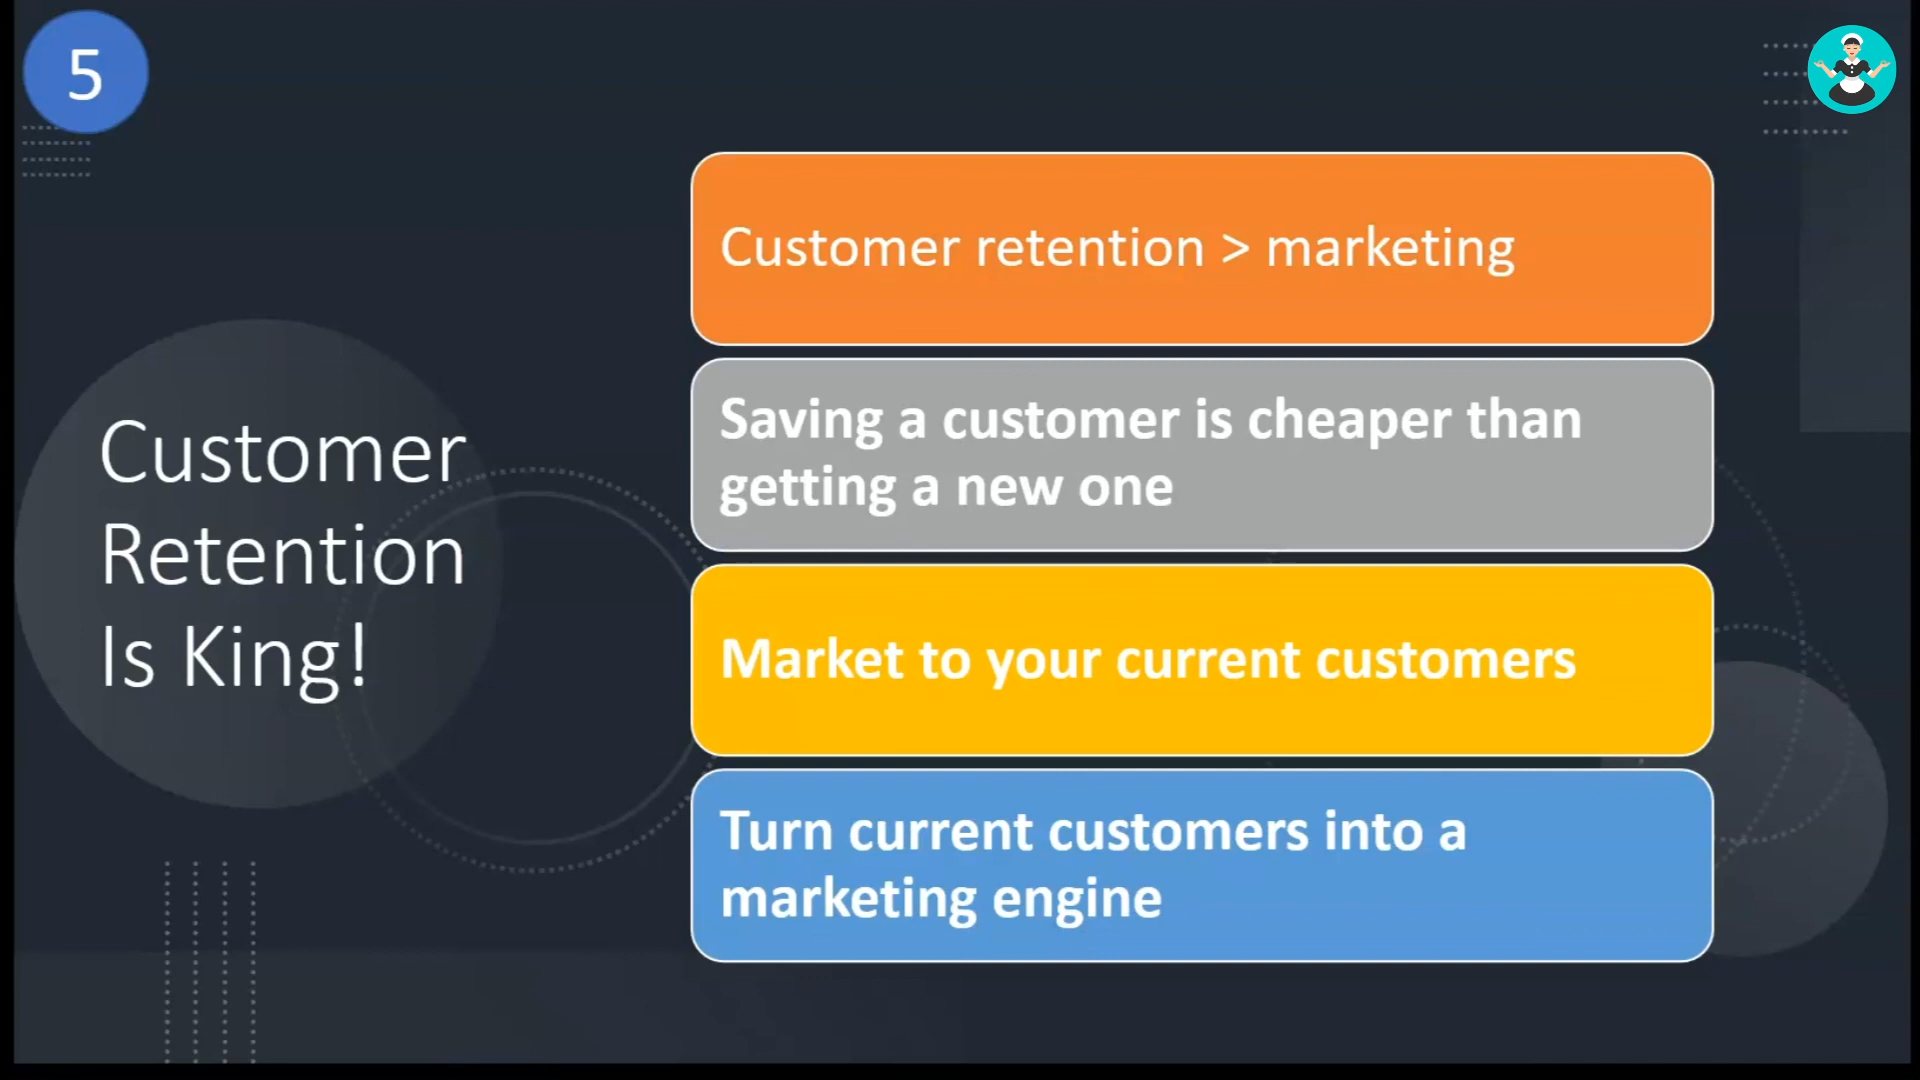 5
Customer
Retention
Is King!
Customer retention > marketing
Saving a customer is cheaper than
getting a new one
Market to your current customers
Turn current customers into a
marketing engine